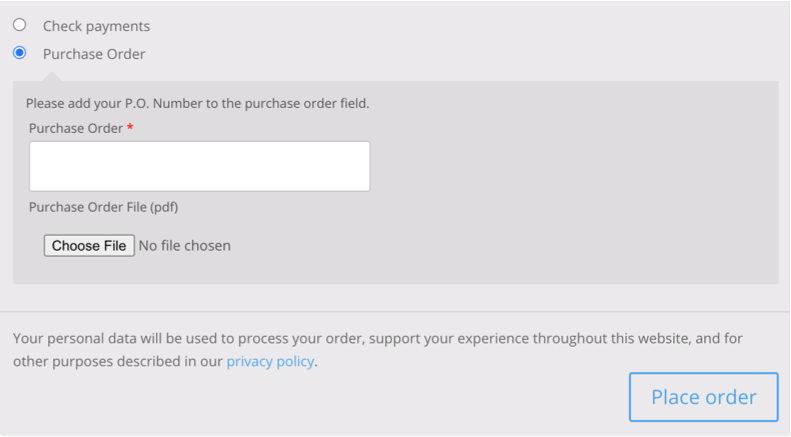 Check payments
Purchase Order
Please add your P.O. Number to the purchase order field.
Purchase Order *
Purchase Order File (pdf)
Choose File No file chosen
Your personal data will be used to process your order, support your experience throughout this website, and for
other purposes described in our privacy policy.
Place order